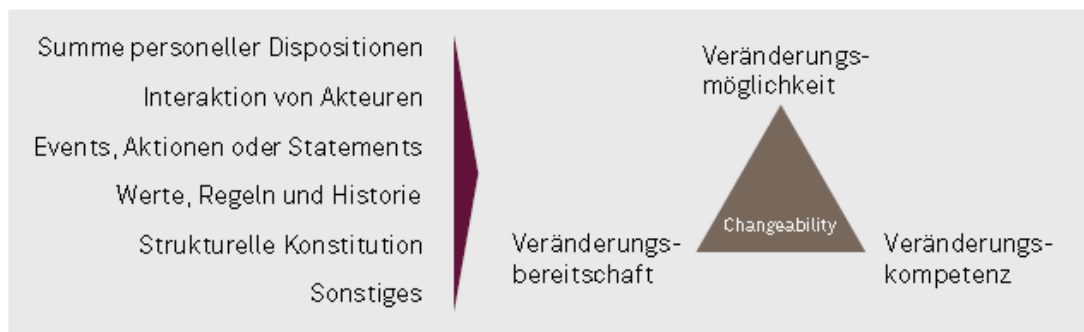 Summe personeller Dispositionen
Interaktion von Akteuren
Events, Aktionen oder Statements
Werte, Regeln und Historie
Strukturelle Konstitution
Sonstiges
Veränderungs-
möglichkeit
Changeability
Veränderungs-
bereitschaft
Veränderungs-
kompetenz